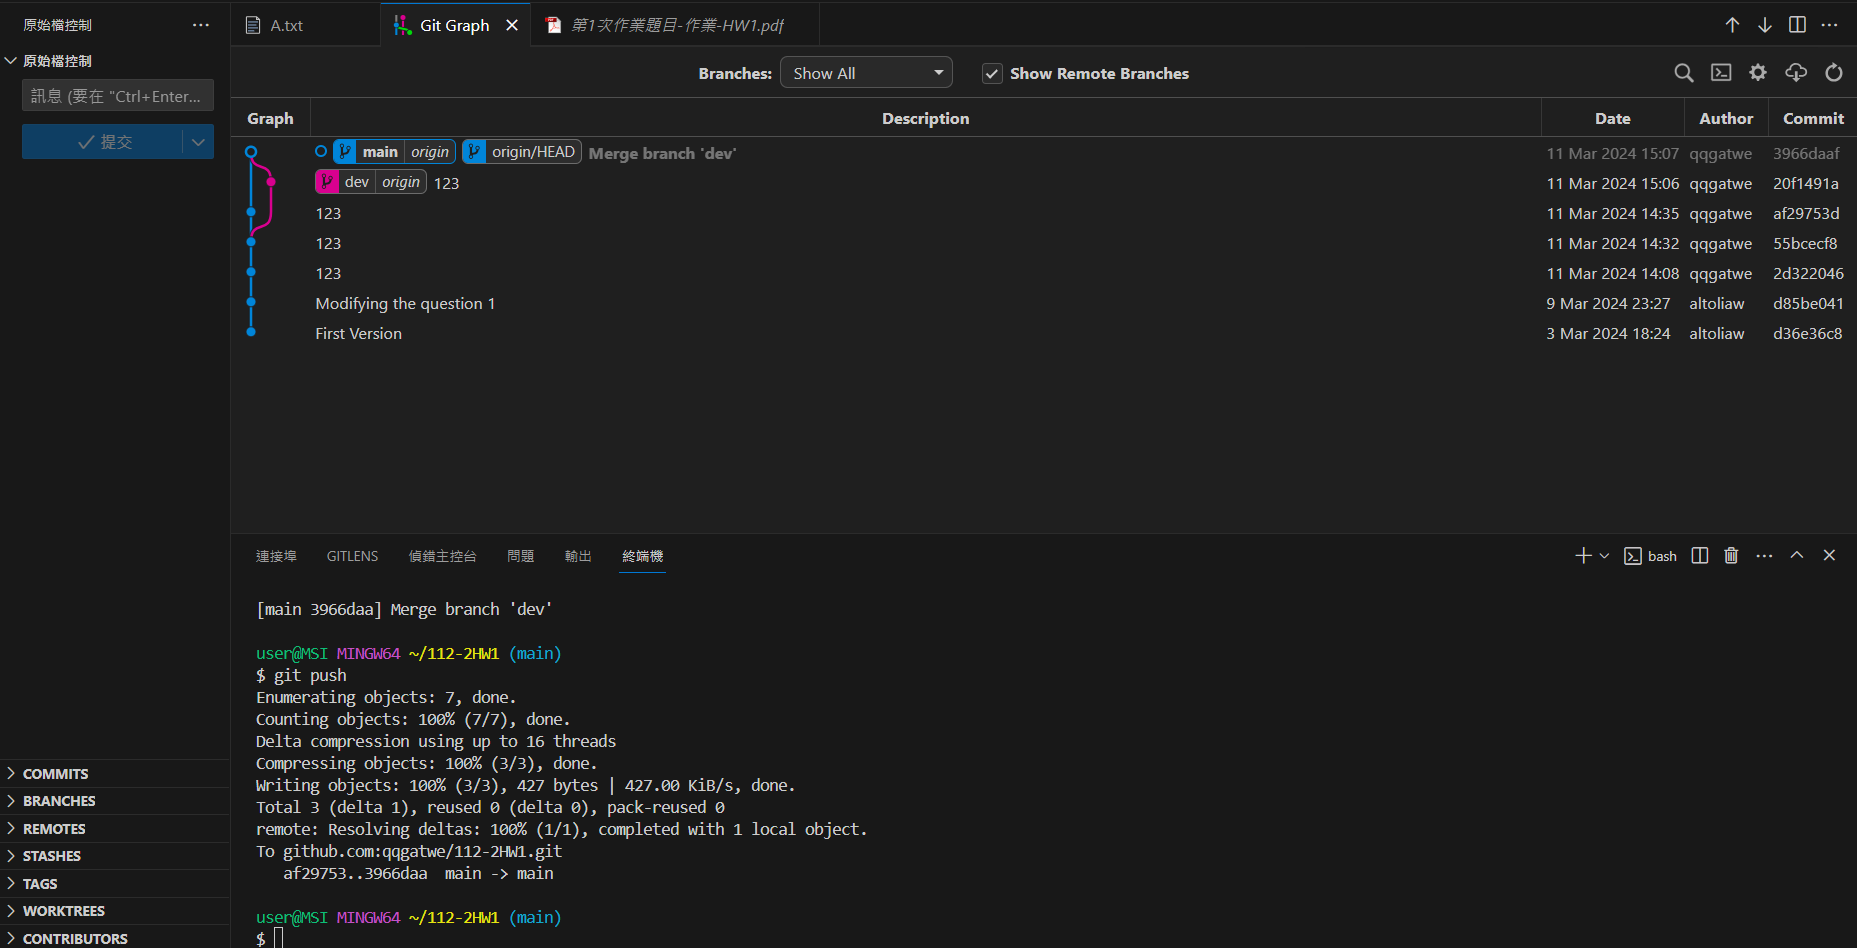 原始檔控制
A.txt
Git Graph
第1次作業題目-作業-HW1.pdf
原始檔控制
訊息 (要在 "Ctrl+Enter...
提交
Branches: Show All Show Remote Branches
Graph Description Date Author Commit
main origin origin/HEAD Merge branch 'dev' 11 Mar 2024 15:07 qqgatwe 3966daaf
dev origin 123 11 Mar 2024 15:06 qqgatwe 20f1491a
123 11 Mar 2024 14:35 qqgatwe af29753d
123 11 Mar 2024 14:32 qqgatwe 55bcecf8
123 11 Mar 2024 14:08 qqgatwe 2d322046
Modifying the question 1 9 Mar 2024 23:27 altoliaw d85be041
First Version 3 Mar 2024 18:24 altoliaw d36e36c8
連接埠 GITLENS 偵錯主控台 問題 輸出 終端機 bash
[main 3966daa] Merge branch 'dev'
user@MSI MINGW64 ~/112-2HW1 (main)
$ git push
Enumerating objects: 7, done.
Counting objects: 100% (7/7), done.
Delta compression using up to 16 threads
Compressing objects: 100% (3/3), done.
Writing objects: 100% (3/3), 427 bytes | 427.00 KiB/s, done.
Total 3 (delta 1), reused 0 (delta 0), pack-reused 0
remote: Resolving deltas: 100% (1/1), completed with 1 local object.
To github.com:qqgatwe/112-2HW1.git
af29753..3966daa main -> main
user@MSI MINGW64 ~/112-2HW1 (main)
$
COMMITS
BRANCHES
REMOTES
STASHES
TAGS
WORKTREES
CONTRIBUTORS